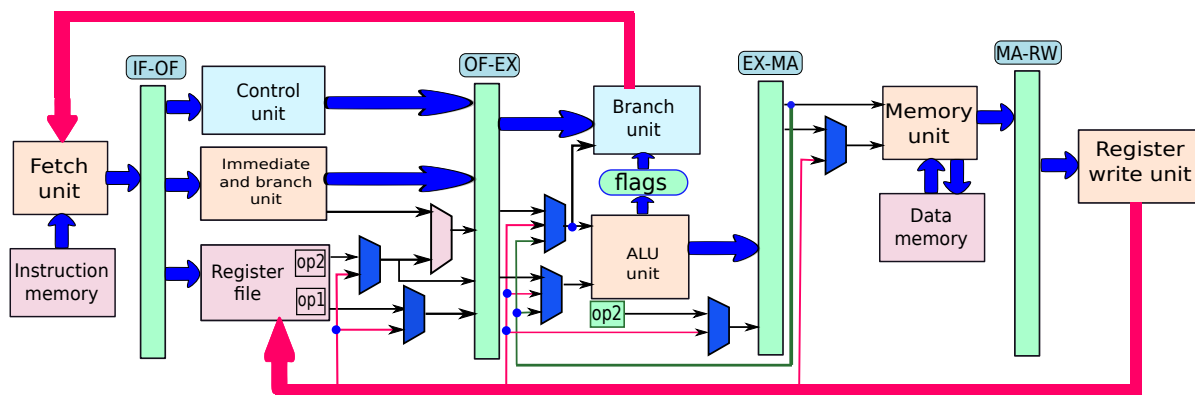 IF-OF
OF-EX
EX-MA
MA-RW
Control
unit
Branch
unit
Memory
unit
Fetch
unit
Immediate
and branch
unit
flags
Register
write unit
Instruction
memory
Register
file
op2
op1
ALU
unit
op2
Data
memory